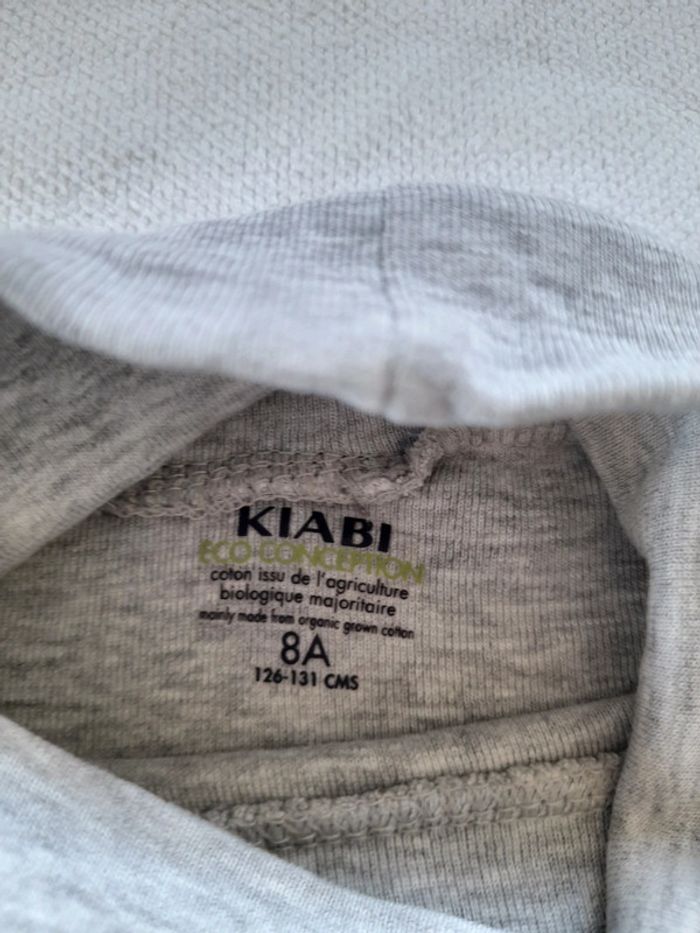 KIABI
ECO CONCEPTION
coton issu de l'agriculture
biologique majoritaire
mainly made from organic grown cotton
8A
126-131 CMS